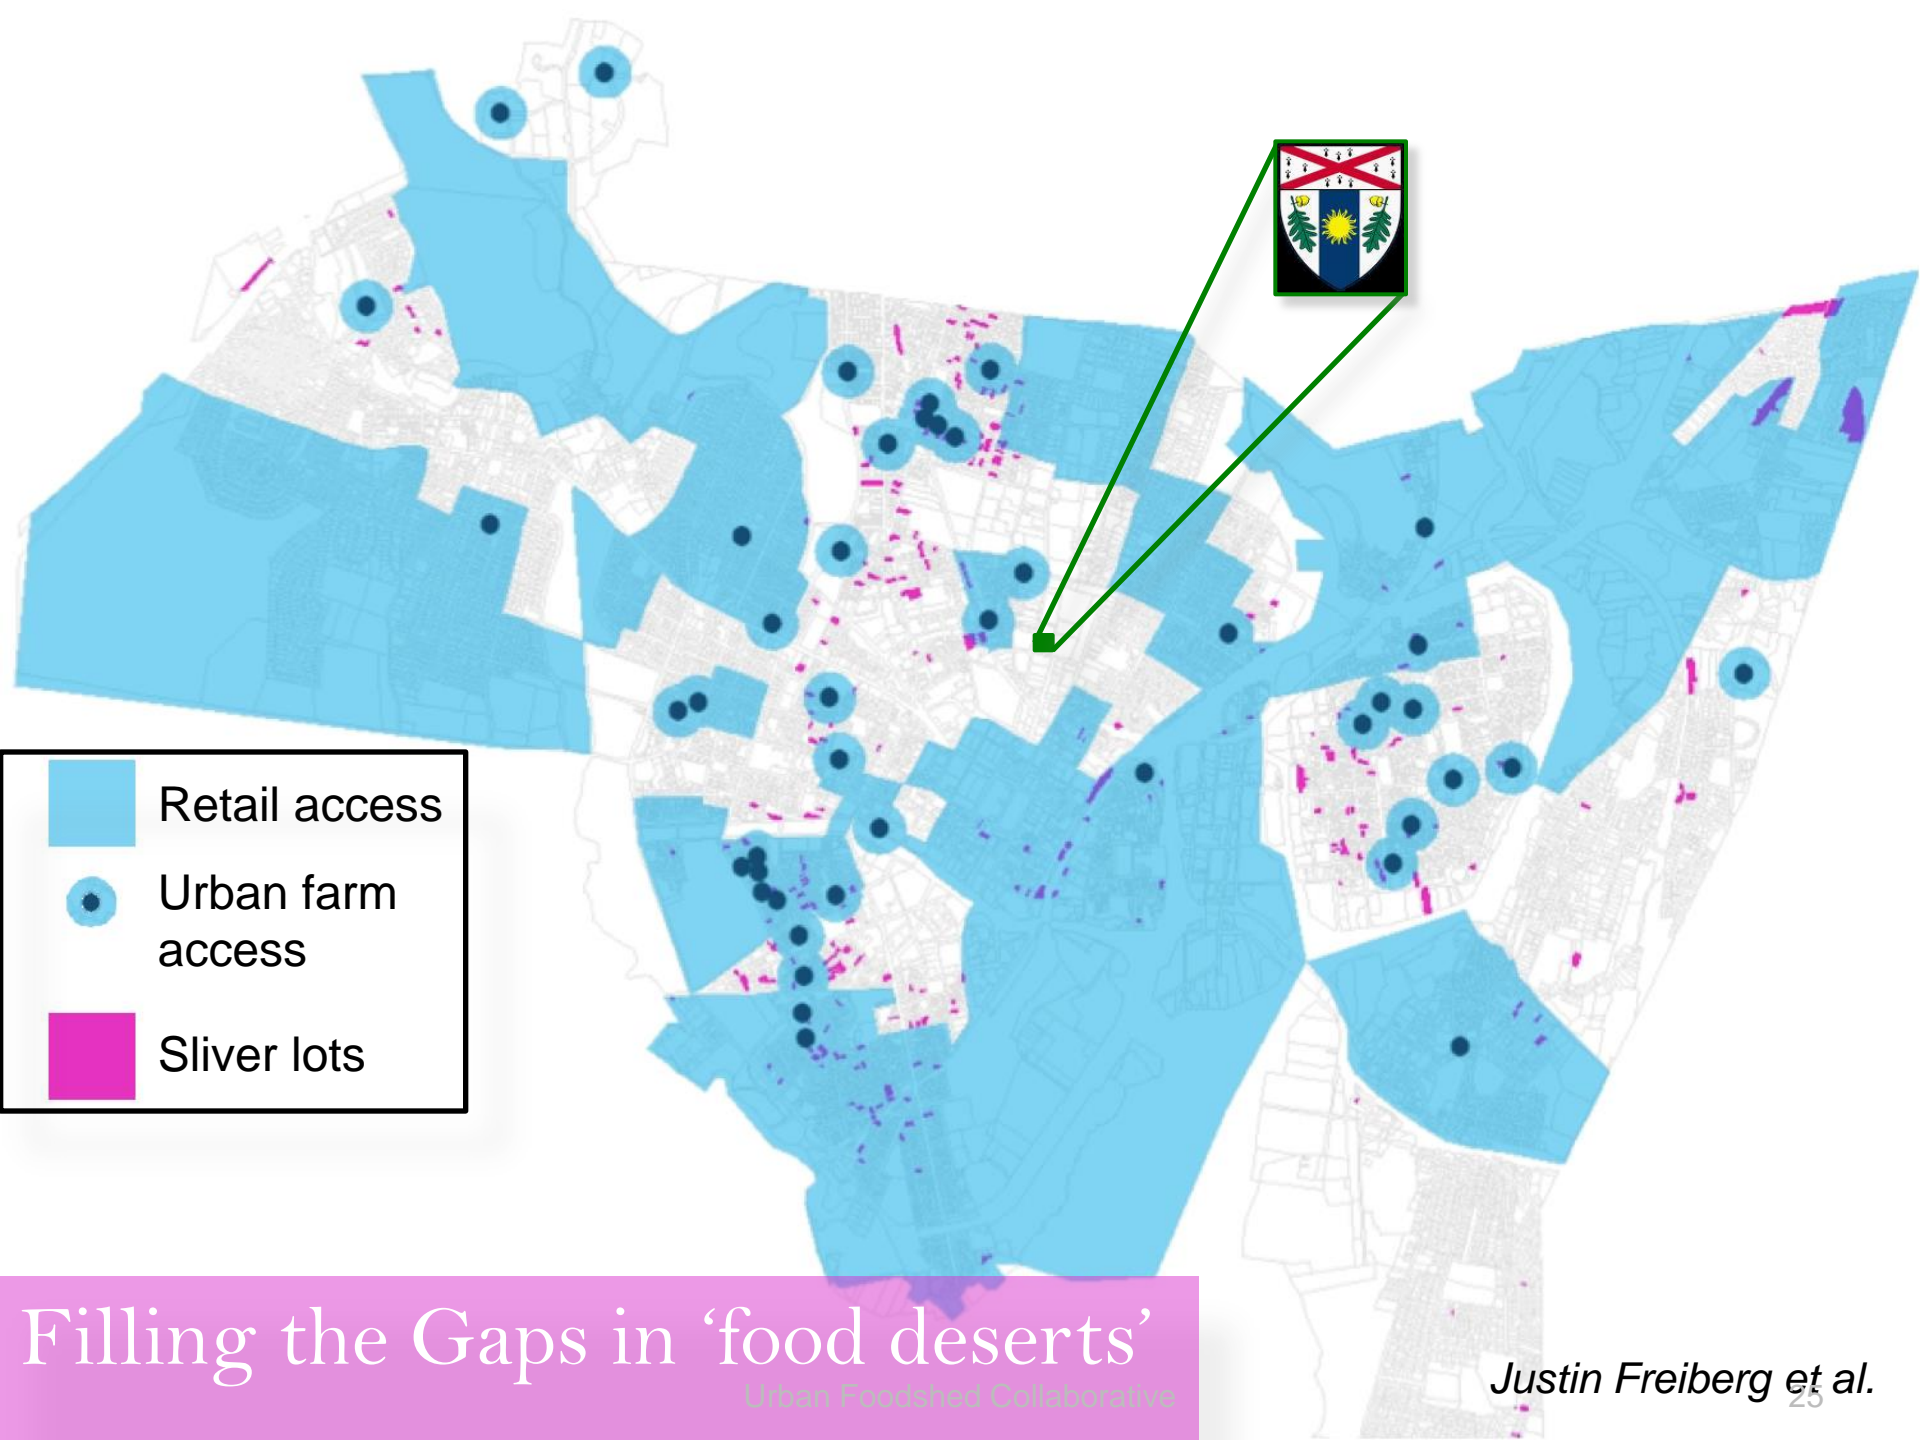 Retail access
Urban farm
access
Sliver lots
Filling the Gaps in ‘food deserts’
Urban Foodshed Collaborative
Justin Freiberg et al.
25